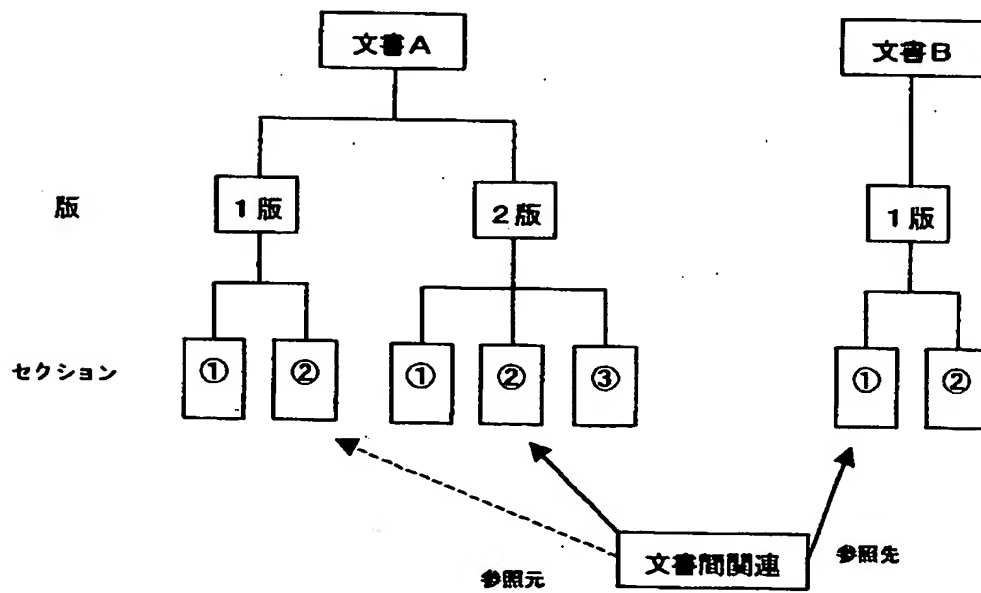 文書A
文書B
版
1版
2版
1版
セクション
①
②
①
②
③
①
②
参照元
文書間関連
参照先